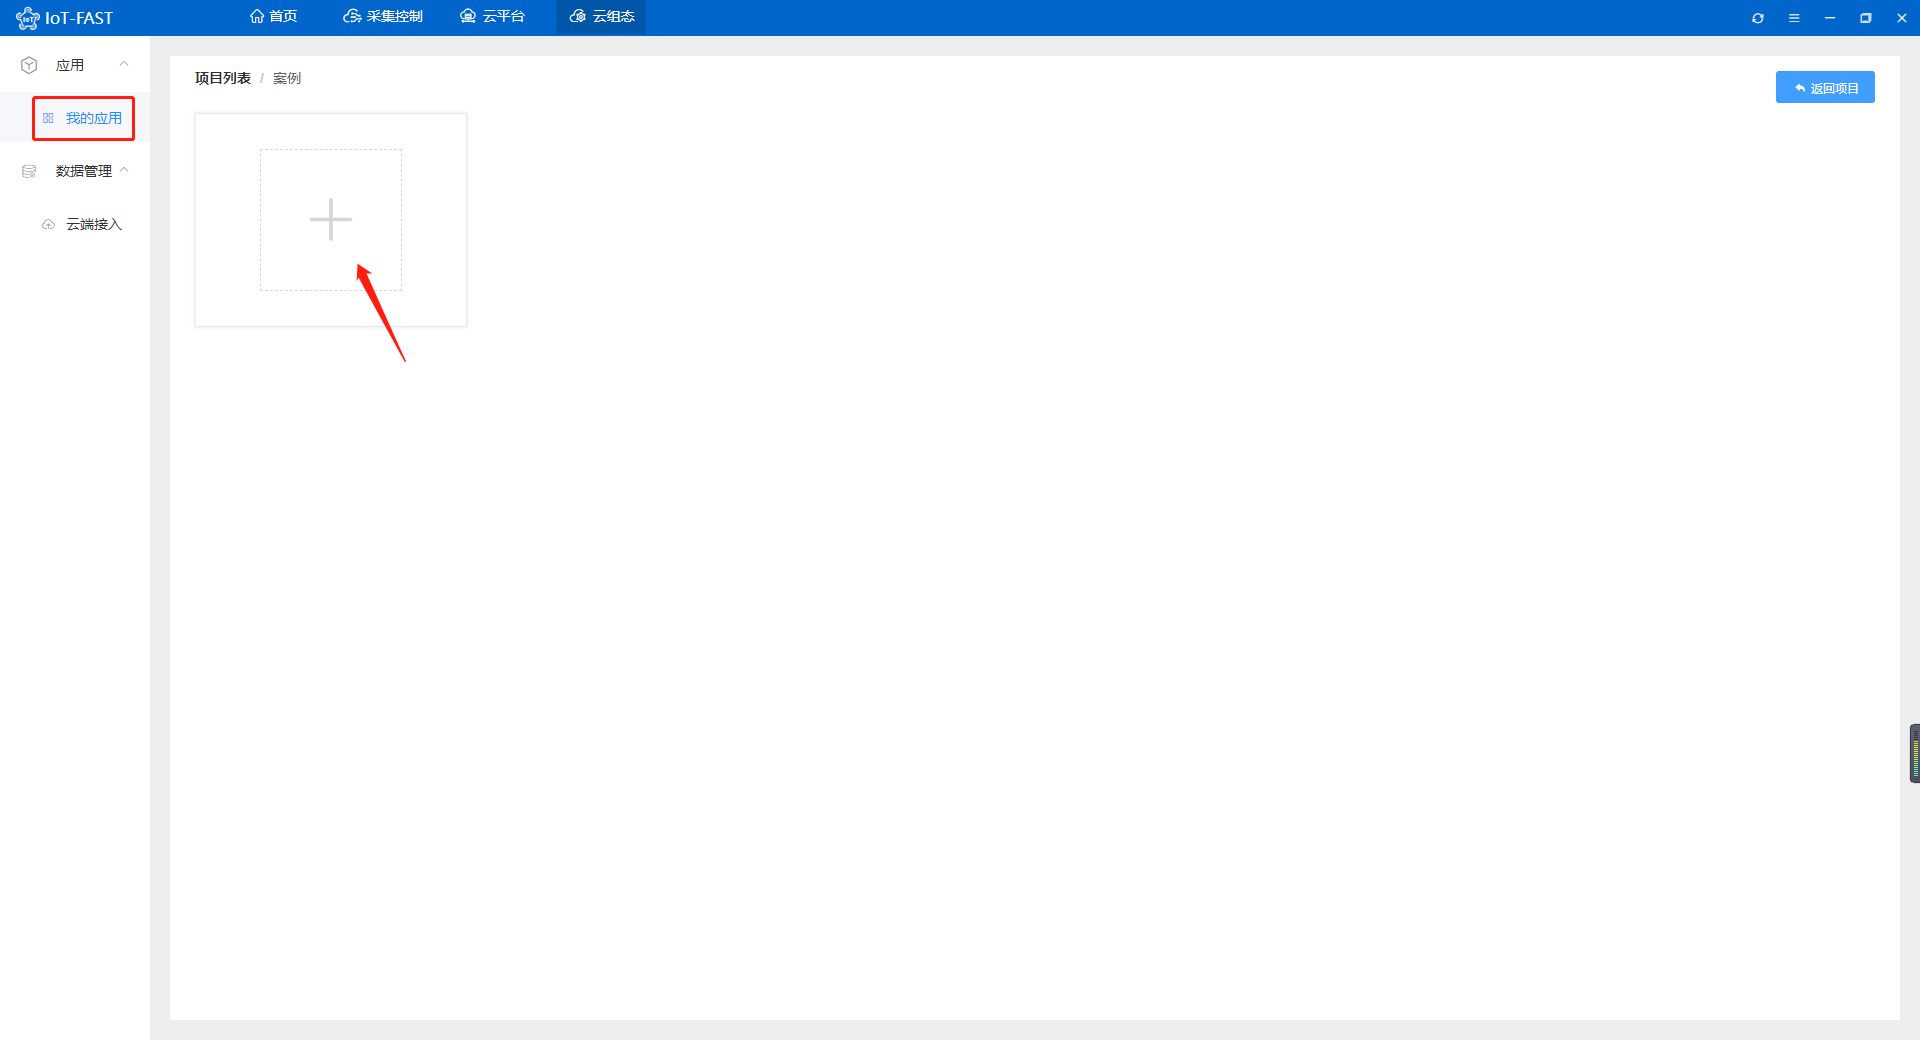 IoT-FAST
首页
采集控制
云平台
云组态
应用
我的应用
数据管理
云端接入
项目列表 / 案例
返回项目